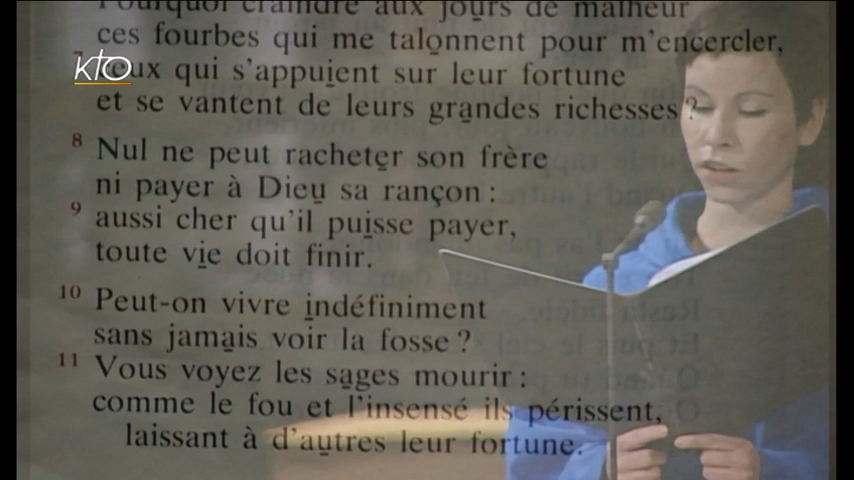 Pourquoi craindre aux jours de malheur
ces fourbes qui me talonnent pour m'encercler,
7 ceux qui s'appuient sur leur fortune
et se vantent de leurs grandes richesses ?
8 Nul ne peut racheter son frère
ni payer à Dieu sa rançon :
9 aussi cher qu'il puisse payer,
toute vie doit finir.
10 Peut-on vivre indéfiniment
sans jamais voir la fosse ?
11 Vous voyez les sages mourir :
comme le fou et l'insensé ils périssent,
laissant à d'autres leur fortune.
kto